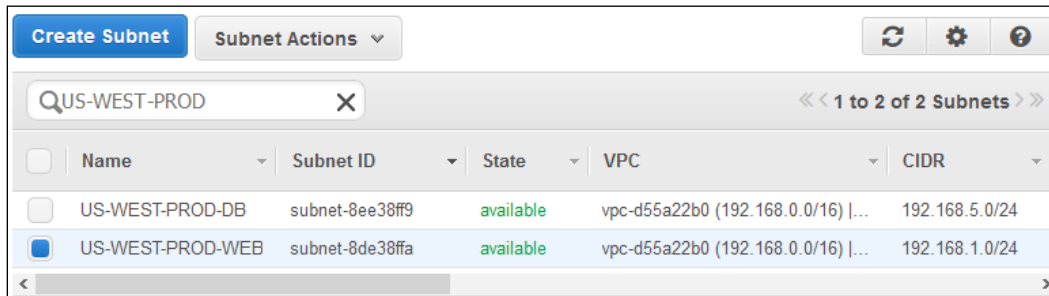 Create Subnet Subnet Actions
US-WEST-PROD 1 to 2 of 2 Subnets
Name Subnet ID State VPC CIDR
US-WEST-PROD-DB subnet-8ee38ff9 available vpc-d55a22b0 (192.168.0.0/16) |... 192.168.5.0/24
US-WEST-PROD-WEB subnet-8de38ffa available vpc-d55a22b0 (192.168.0.0/16) |... 192.168.1.0/24